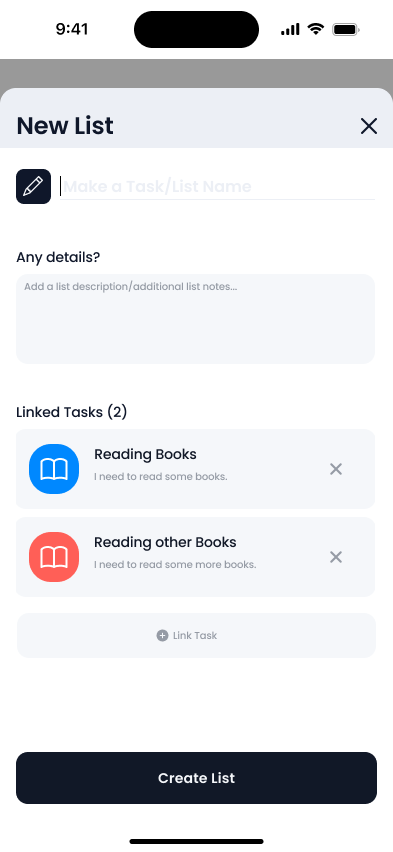 9:41
New List
Make a Task/List Name
Any details?
Add a list description/additional list notes...
Linked Tasks (2)
Reading Books
I need to read some books.
Reading other Books
I need to read some more books.
Link Task
Create List